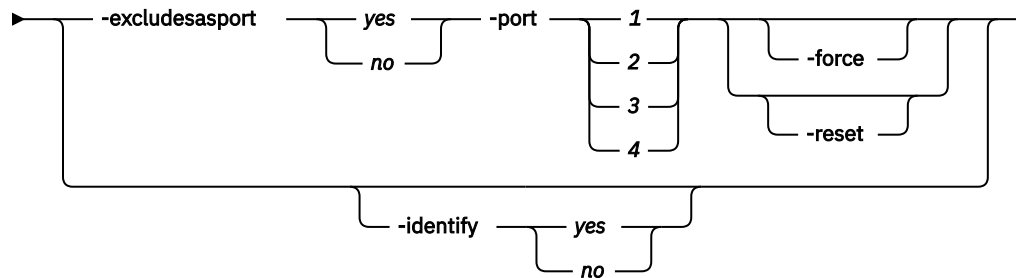 -excludesasport yes -port 1
no 2 -force
3
-reset
4
-identify yes
no